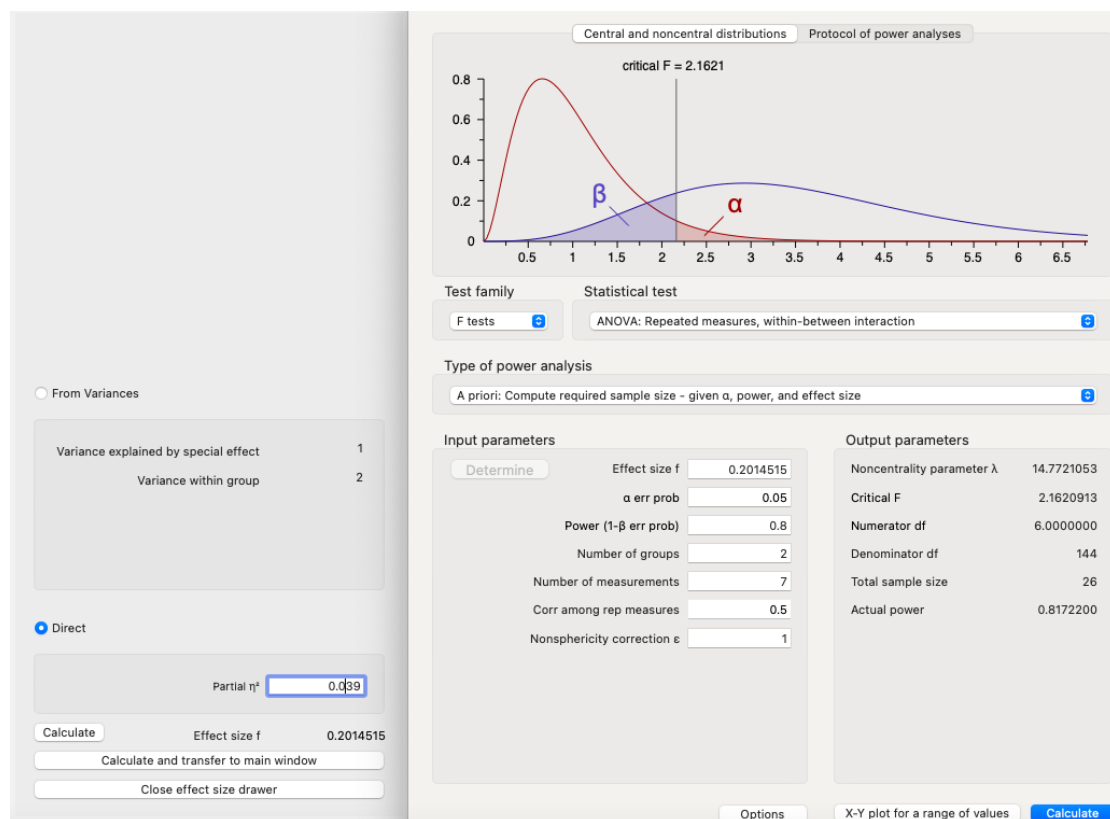 Central and noncentral distributions Protocol of power analyses
critical F = 2.1621
0.8
0.6
0.4
0.2
0
β
α
0.5 1 1.5 2 2.5 3 3.5 4 4.5 5 5.5 6 6.5
Test family Statistical test
F tests ANOVA: Repeated measures, within-between interaction
Type of power analysis
A priori: Compute required sample size - given α, power, and effect size
From Variances
Variance explained by special effect 1
Variance within group 2
Direct
Partial η² 0.039
Calculate Effect size f 0.2014515
Calculate and transfer to main window
Close effect size drawer
Input parameters
Determine Effect size f 0.2014515
α err prob 0.05
Power (1-β err prob) 0.8
Number of groups 2
Number of measurements 7
Corr among rep measures 0.5
Nonsphericity correction ε 1
Output parameters
Noncentrality parameter λ 14.7721053
Critical F 2.1620913
Numerator df 6.0000000
Denominator df 144
Total sample size 26
Actual power 0.8172200
Options X-Y plot for a range of values Calculate